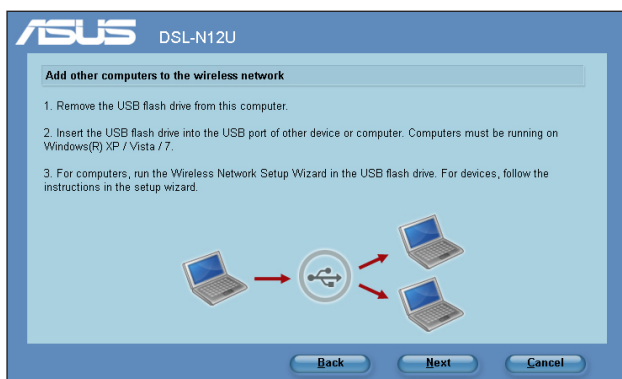 ASUS DSL-N12U
Add other computers to the wireless network
1. Remove the USB flash drive from this computer.
2. Insert the USB flash drive into the USB port of other device or computer. Computers must be running on
Windows(R) XP / Vista / 7.
3. For computers, run the Wireless Network Setup Wizard in the USB flash drive. For devices, follow the
instructions in the setup wizard.
Back Next Cancel